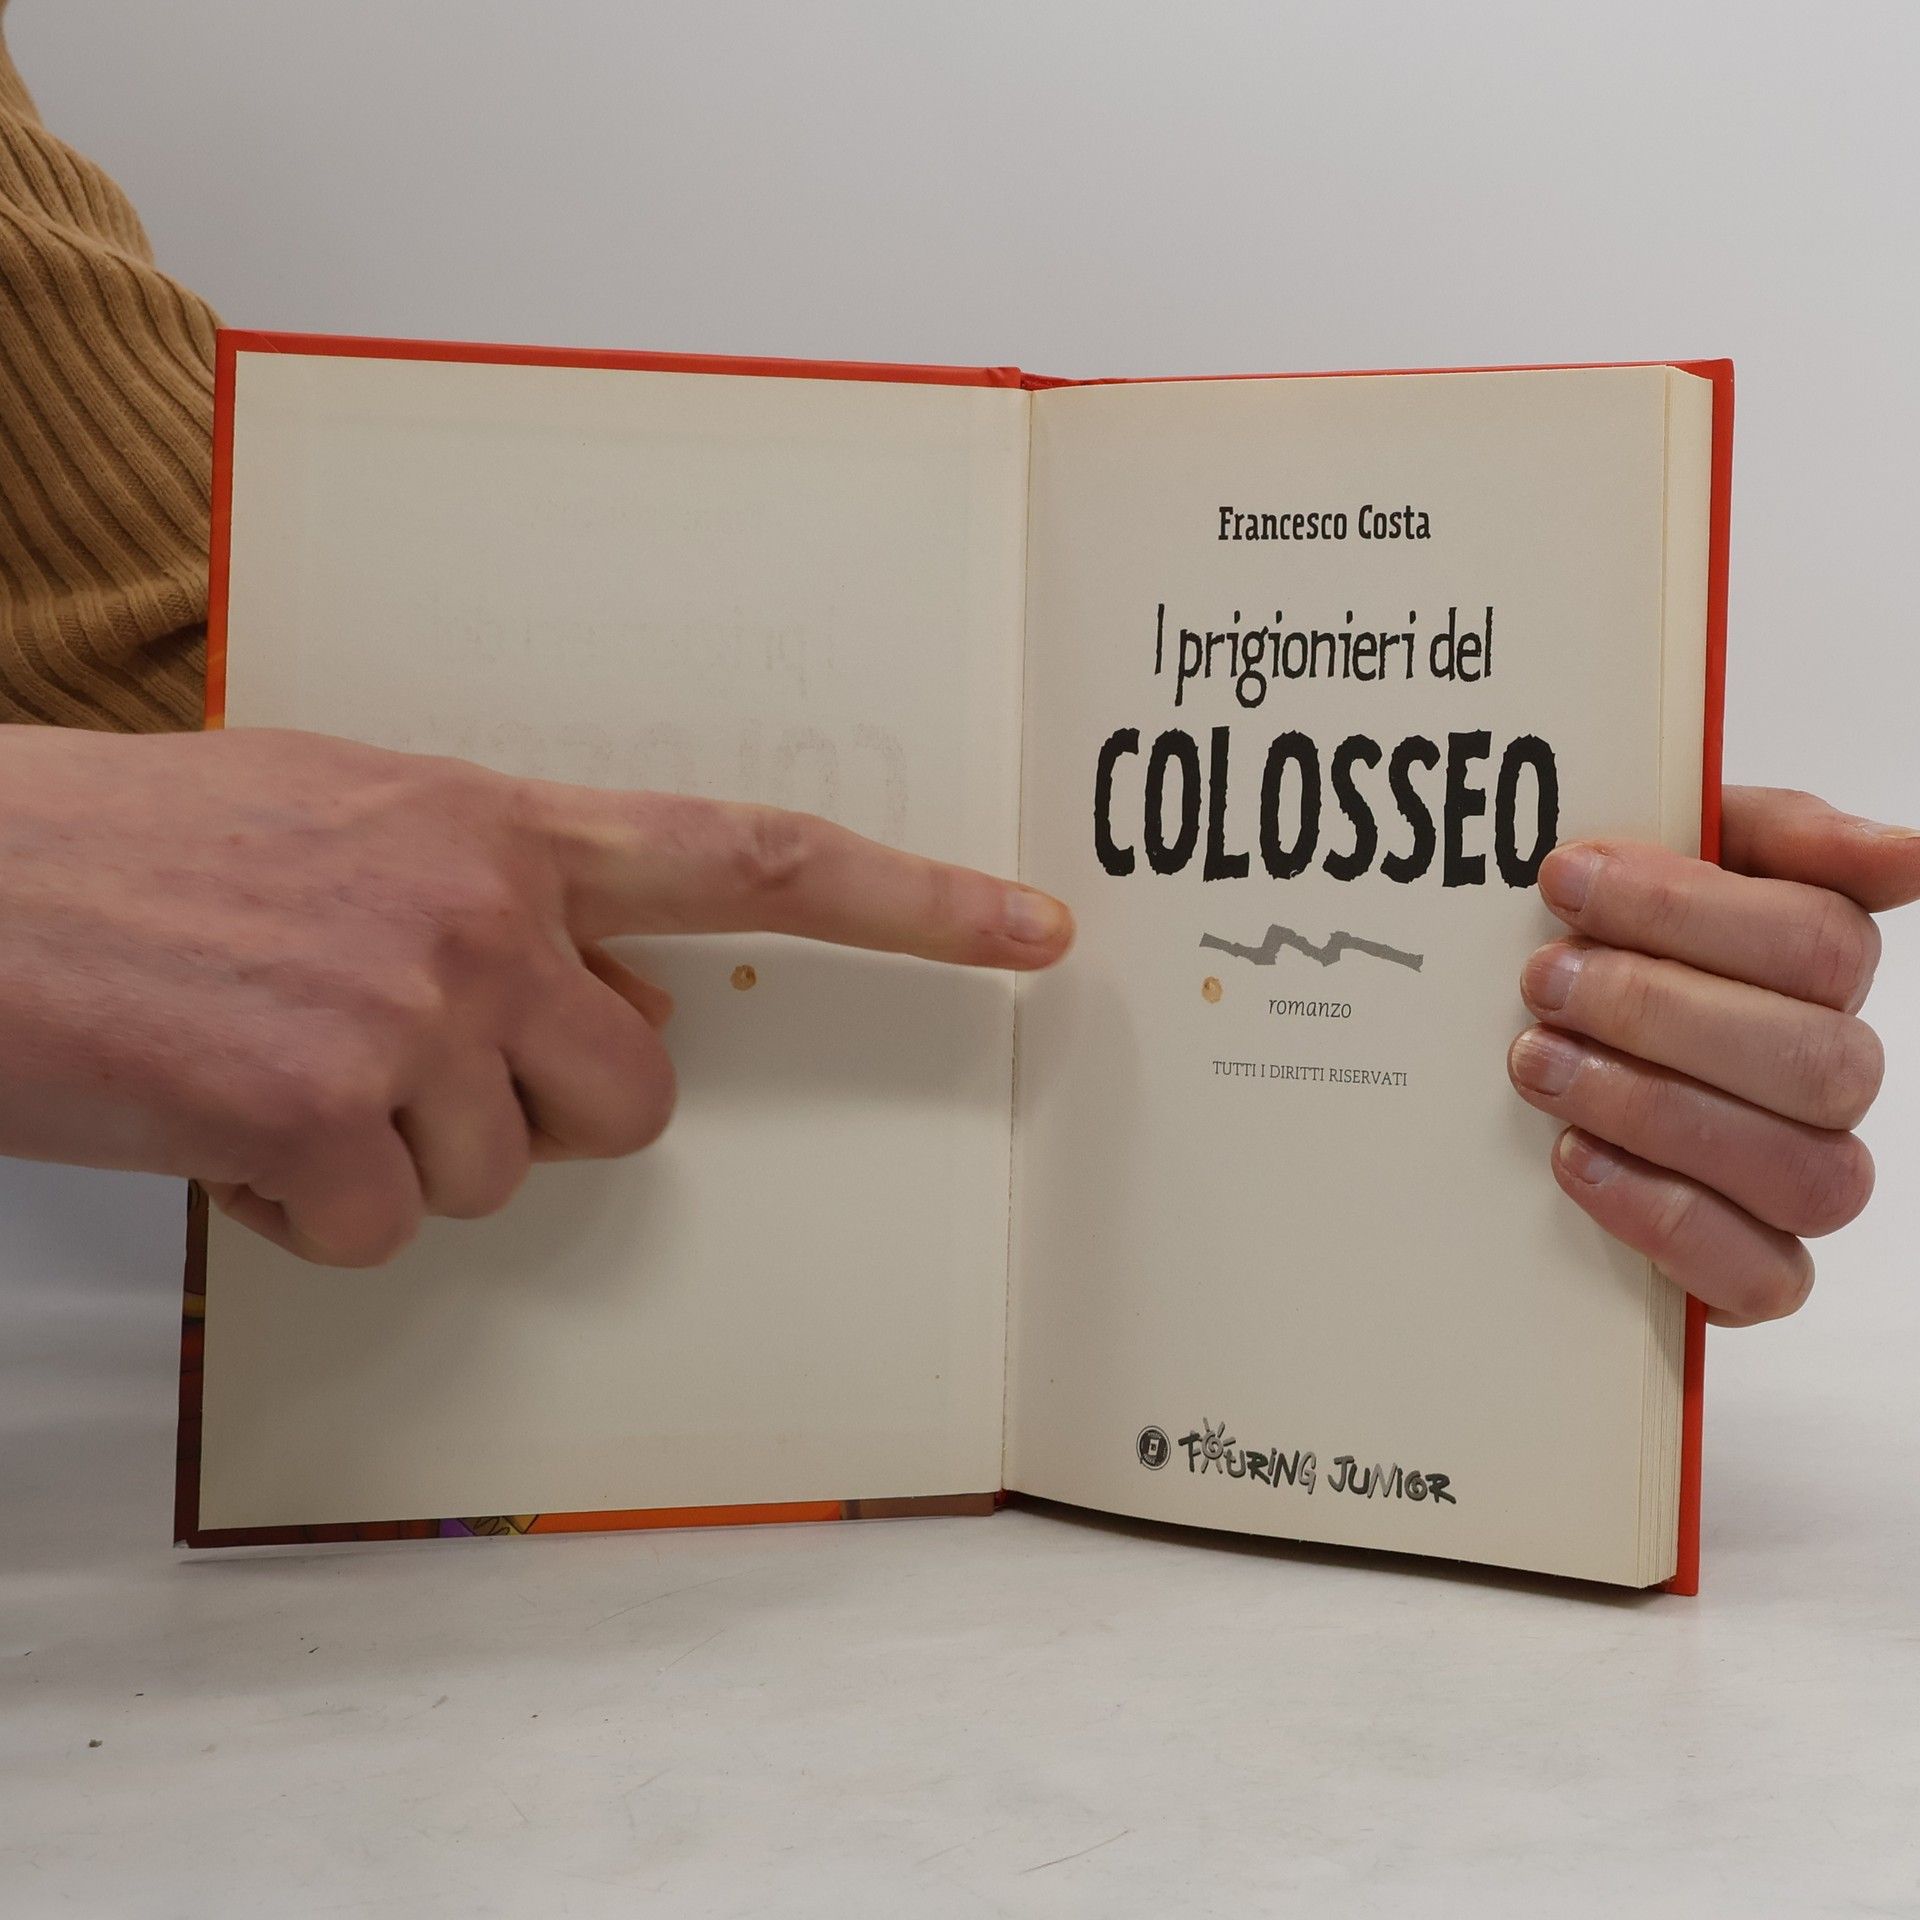 Francesco Costa
I prigionieri del
COLOSSEO
romanzo
TUTTI I DIRITTI RISERVATI
TOURING JUNIOR